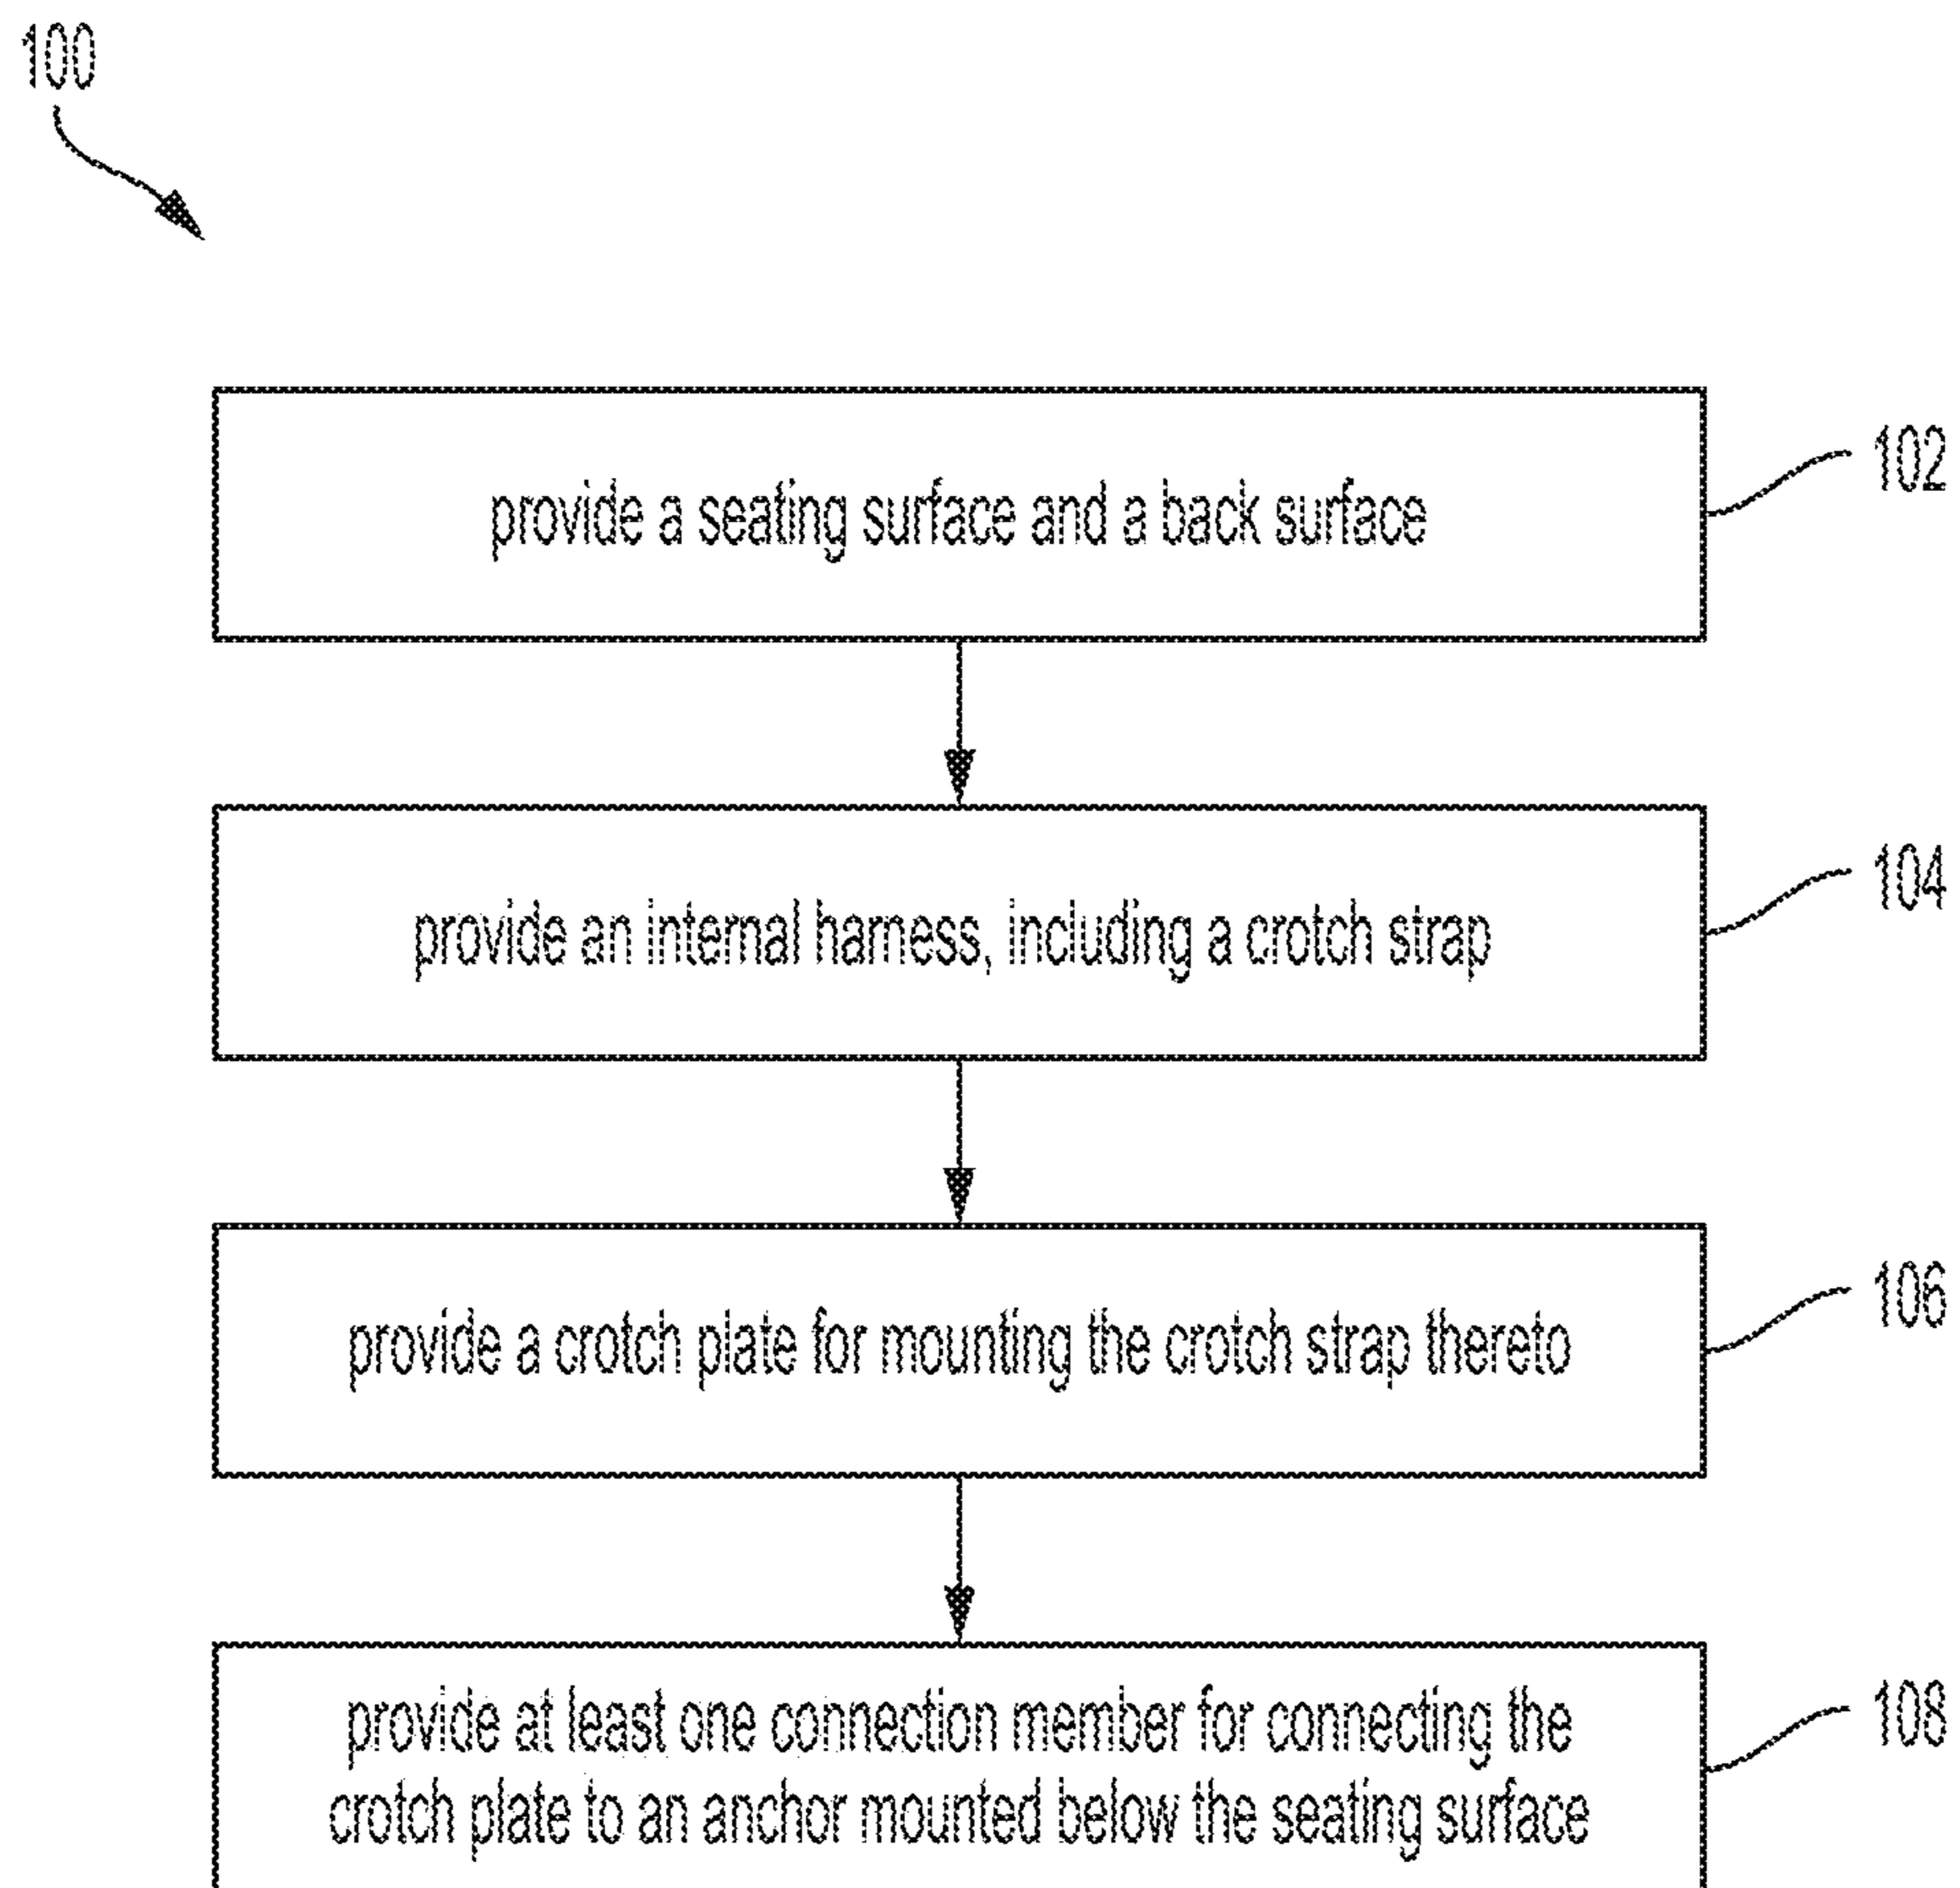 100
provide a seating surface and a back surface
102
provide an internal harness, including a crotch strap
104
provide a crotch plate for mounting the crotch strap thereto
106
provide at least one connection member for connecting the
crotch plate to an anchor mounted below the seating surface
108